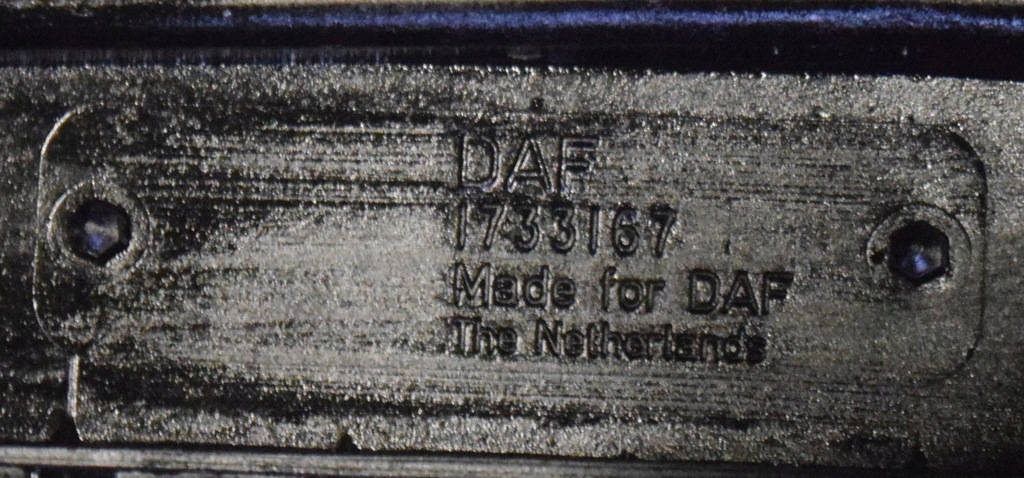 DAF
1733167
Made for DAF
The Netherlands